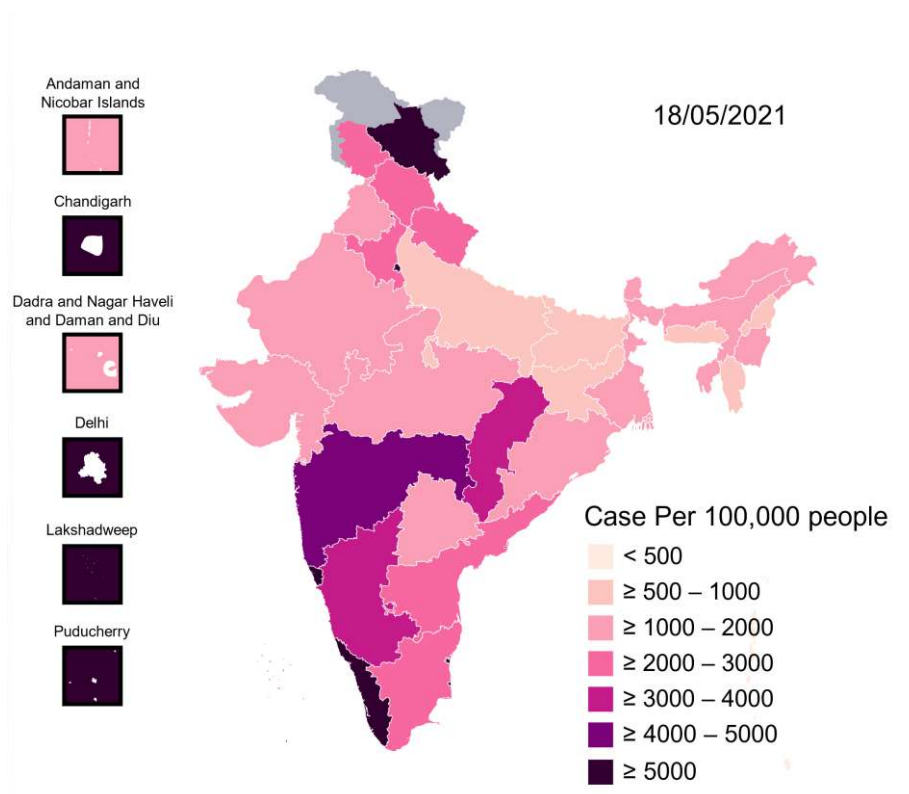 18/05/2021
Andaman and
Nicobar Islands
Chandigarh
Dadra and Nagar Haveli
and Daman and Diu
Delhi
Lakshadweep
Puducherry
Case Per 100,000 people
< 500
≥ 500 – 1000
≥ 1000 – 2000
≥ 2000 – 3000
≥ 3000 – 4000
≥ 4000 – 5000
≥ 5000